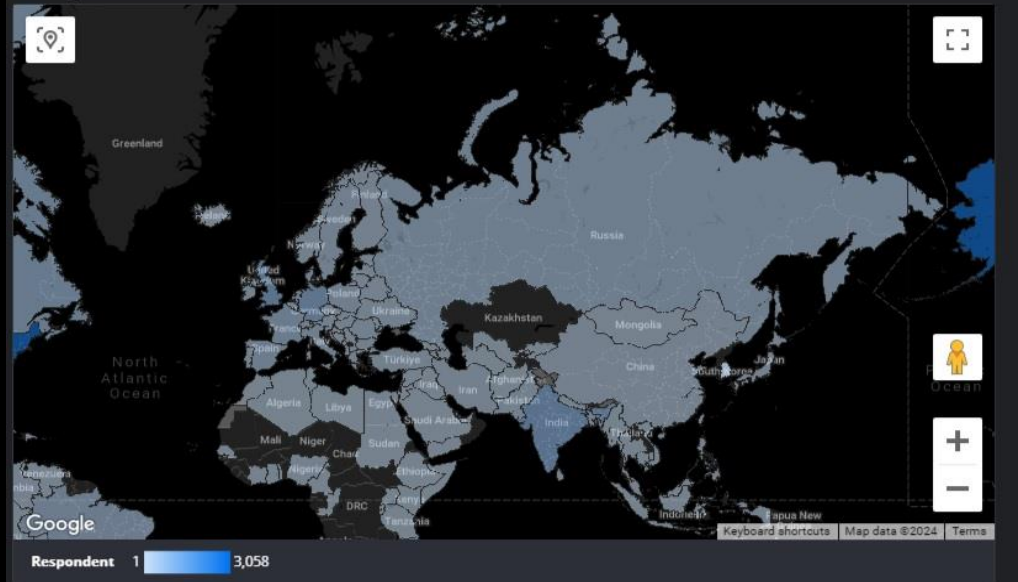 Greenland
Iceland
Finland
Sweden
Norway
Russia
United
Kingdom
Poland
Germany
Ukraine
France
Kazakhstan
Mongolia
Italy
Spain
Türkiye
Japan
South Korea
China
North
Atlantic
Ocean
Ocean
Iraq
Iran
Afghanistan
Pakistan
Algeria
Libya
Egypt
Saudi Arabia
India
Mali
Niger
Chad
Sudan
Thailand
Nigeria
Ethiopia
Venezuela
DRC
Kenya
Tanzania
Indonesia
Papua New
Google
Keyboard shortcuts
Map data ©2024
Terms
Respondent 1 3,058